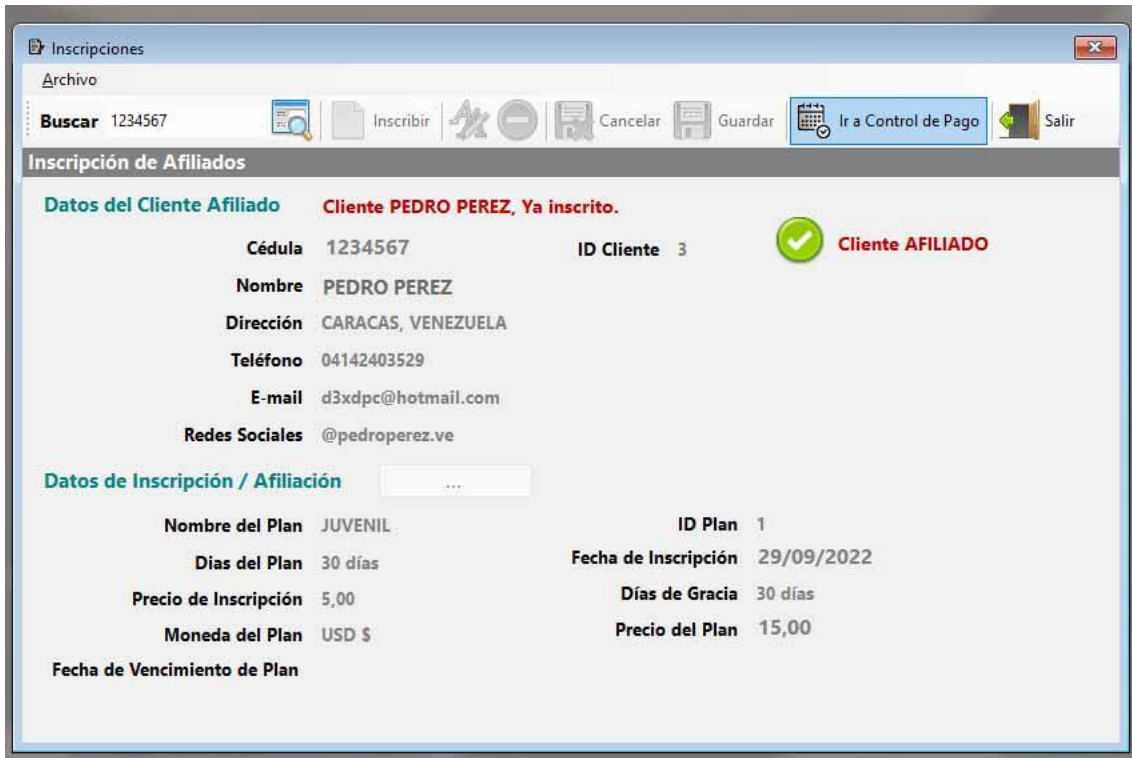 Inscripciones
Archivo
Buscar 1234567 Inscribir Cancelar Guardar Ir a Control de Pago Salir
Inscripción de Afiliados
Datos del Cliente Afiliado Cliente PEDRO PEREZ, Ya inscrito.
Cédula 1234567 ID Cliente 3 Cliente AFILIADO
Nombre PEDRO PEREZ
Dirección CARACAS, VENEZUELA
Teléfono 04142403529
E-mail d3xdpc@hotmail.com
Redes Sociales @pedroperez.ve
Datos de Inscripción / Afiliación ...
Nombre del Plan JUVENIL ID Plan 1
Dias del Plan 30 días Fecha de Inscripción 29/09/2022
Precio de Inscripción 5,00 Días de Gracia 30 días
Moneda del Plan USD $ Precio del Plan 15,00
Fecha de Vencimiento de Plan